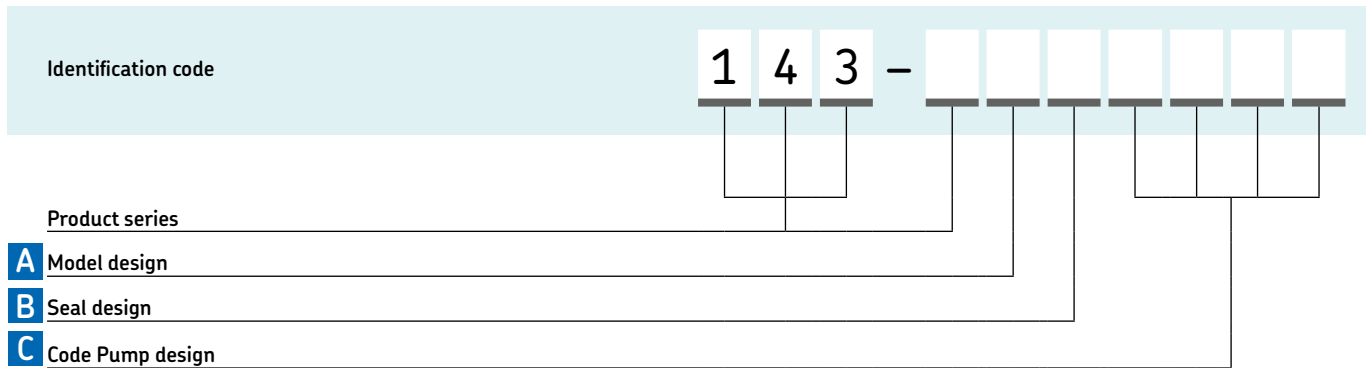 Identification code 1 4 3 –
Product series
A Model design
B Seal design
C Code Pump design